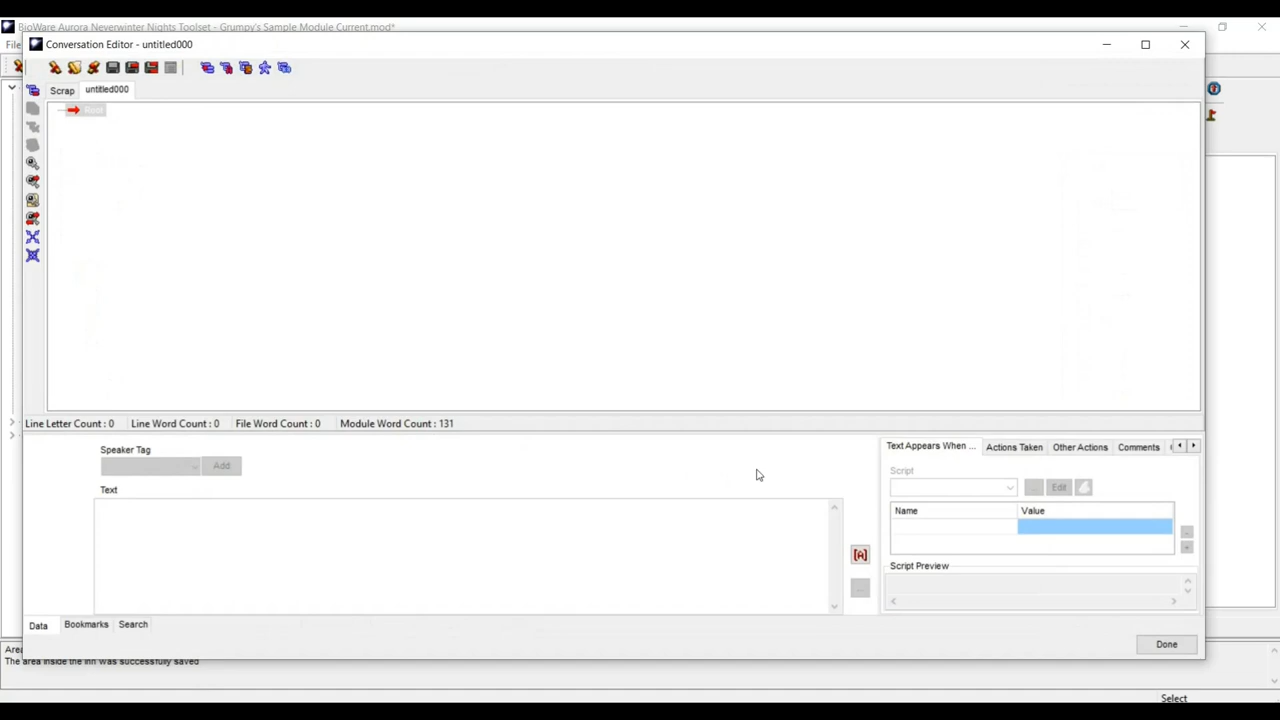 BioWare Aurora Neverwinter Nights Toolset - Grumpy's Sample Module Current.mod*
File
Conversation Editor - untitled000
Scrap
untitled000
Root
Line Letter Count : 0
Line Word Count : 0
File Word Count : 0
Module Word Count : 131
Speaker Tag
Add
Text
[A]
...
Text Appears When ...
Actions Taken
Other Actions
Comments
Script
...
Edit
Name
Value
Script Preview
Data
Bookmarks
Search
Done
Area
The area inside the inn was successfully saved
Select